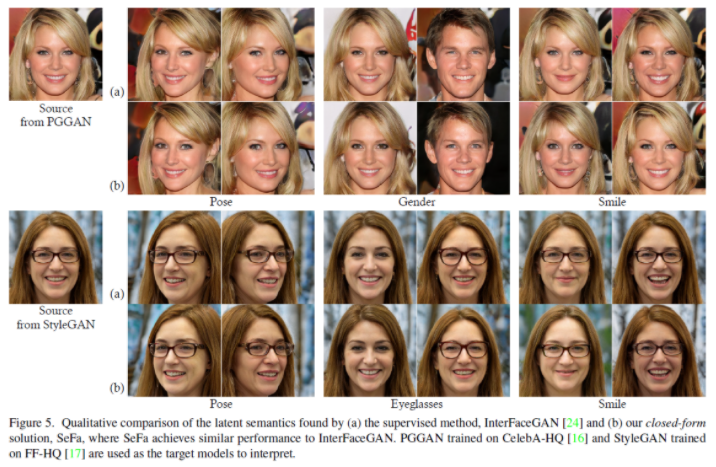 (a)
Source
from PGGAN
(b)
Pose Gender Smile
(a)
Source
from StyleGAN
(b)
Pose Eyeglasses Smile
Figure 5. Qualitative comparison of the latent semantics found by (a) the supervised method, InterFaceGAN [24] and (b) our closed-form
solution, SeFa, where SeFa achieves similar performance to InterFaceGAN. PGGAN trained on CelebA-HQ [16] and StyleGAN trained
on FF-HQ [17] are used as the target models to interpret.